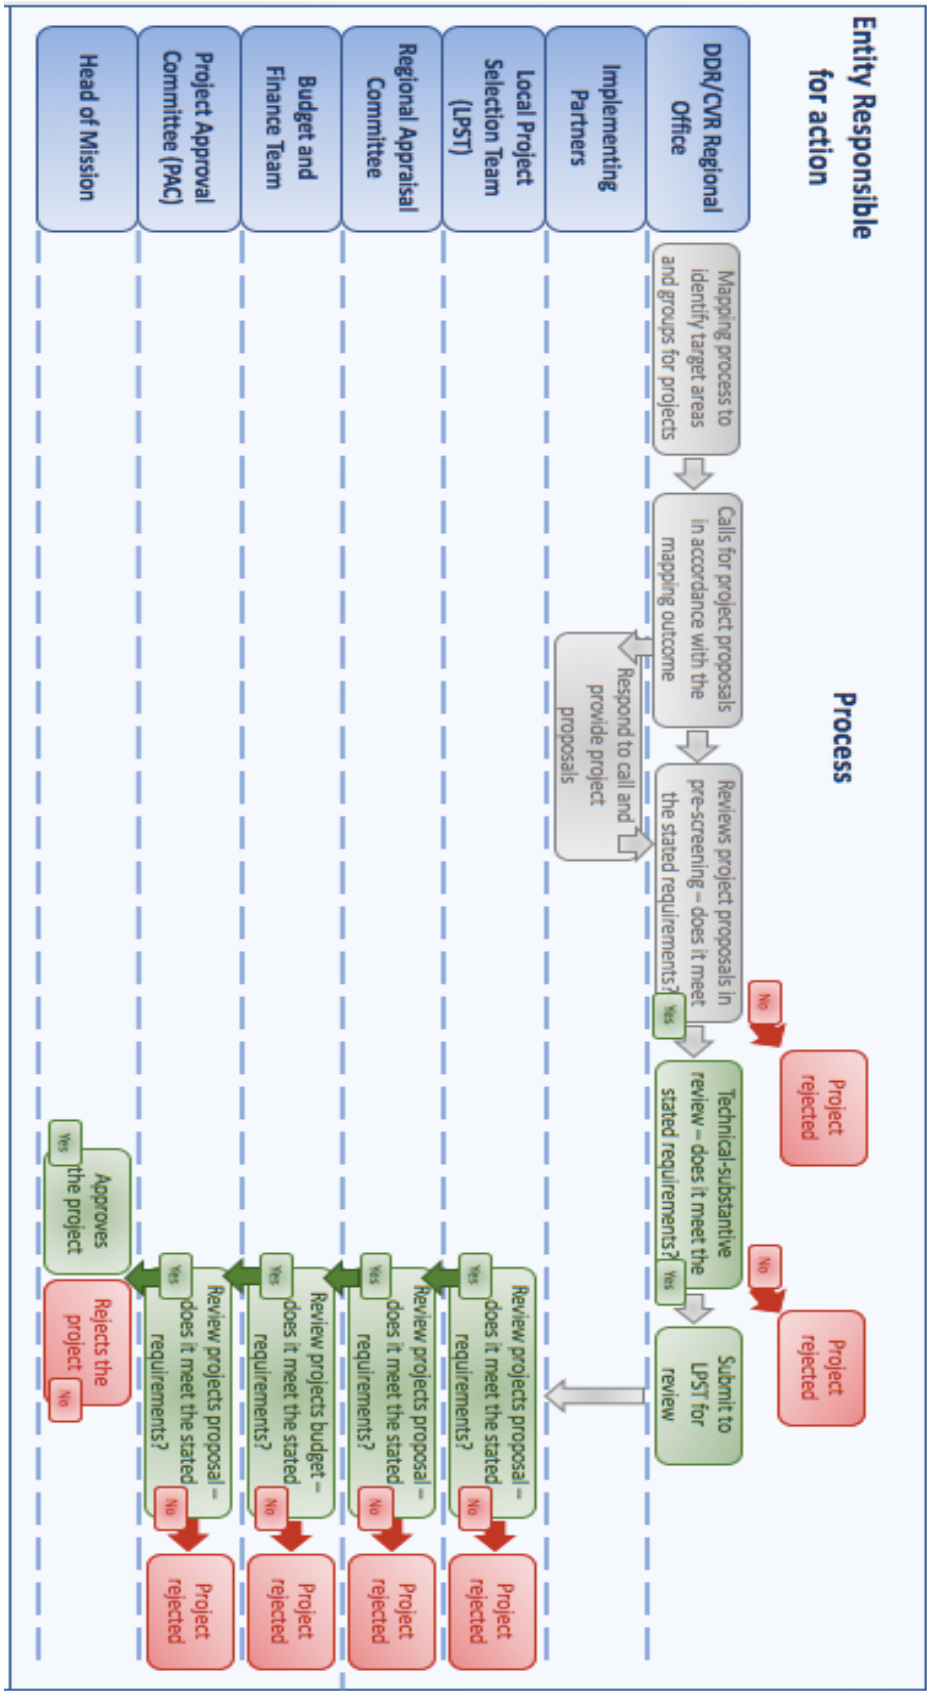 Entity Responsible
for action
Process
DDR/CVR Regional
Office
Mapping process to
identify target areas
and groups for projects
Calls for project proposals
in accordance with the
mapping outcome
Reviews project proposals in
pre-screening – does it meet
the stated requirements?
No
Project
rejected
Yes
Technical-substantive
review – does it meet the
stated requirements?
No
Project
rejected
Yes
Submit to
LPST for
review
Implementing
Partners
Respond to call and
provide project
proposals
Local Project
Selection Team
(LPST)
Review projects proposal –
does it meet the stated
requirements?
Yes
No
Project
rejected
Regional Appraisal
Committee
Review projects proposal –
does it meet the stated
requirements?
Yes
No
Project
rejected
Budget and
Finance Team
Review projects budget –
does it meet the stated
requirements?
Yes
No
Project
rejected
Project Approval
Committee (PAC)
Review projects proposal –
does it meet the stated
requirements?
Yes
No
Project
rejected
Head of Mission
Approves
the project
Yes
Rejects the
project
No